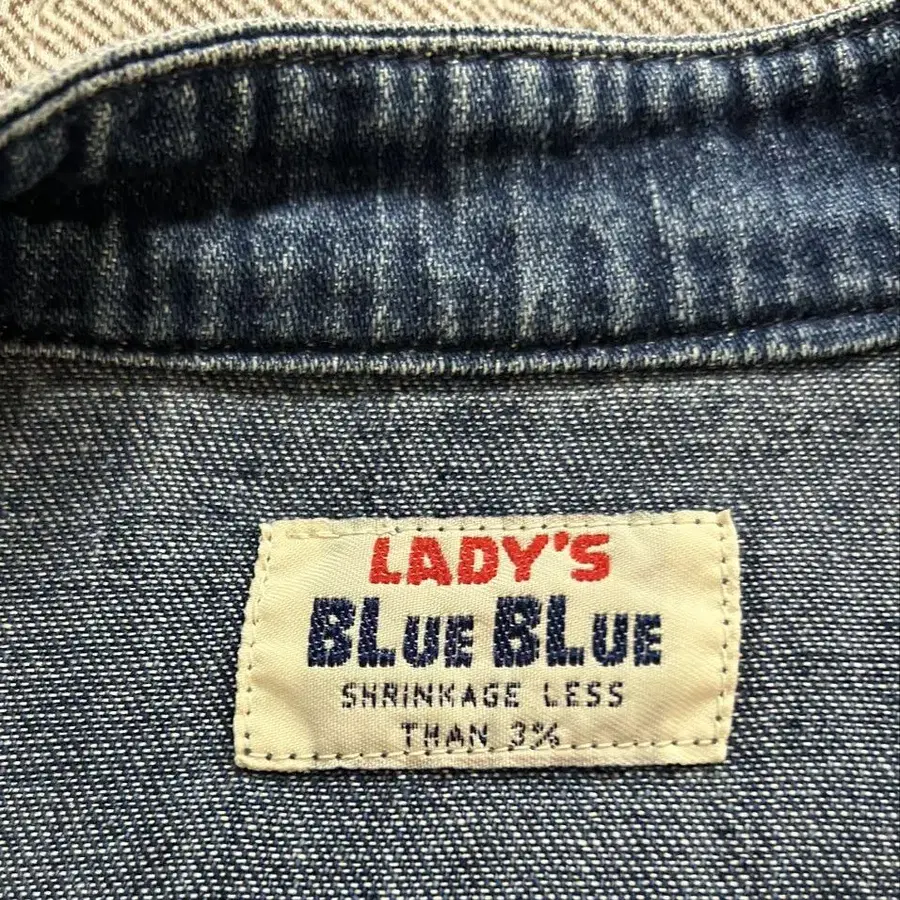 LADY'S
BLUE BLUE
SHRINKAGE LESS
THAN 3%